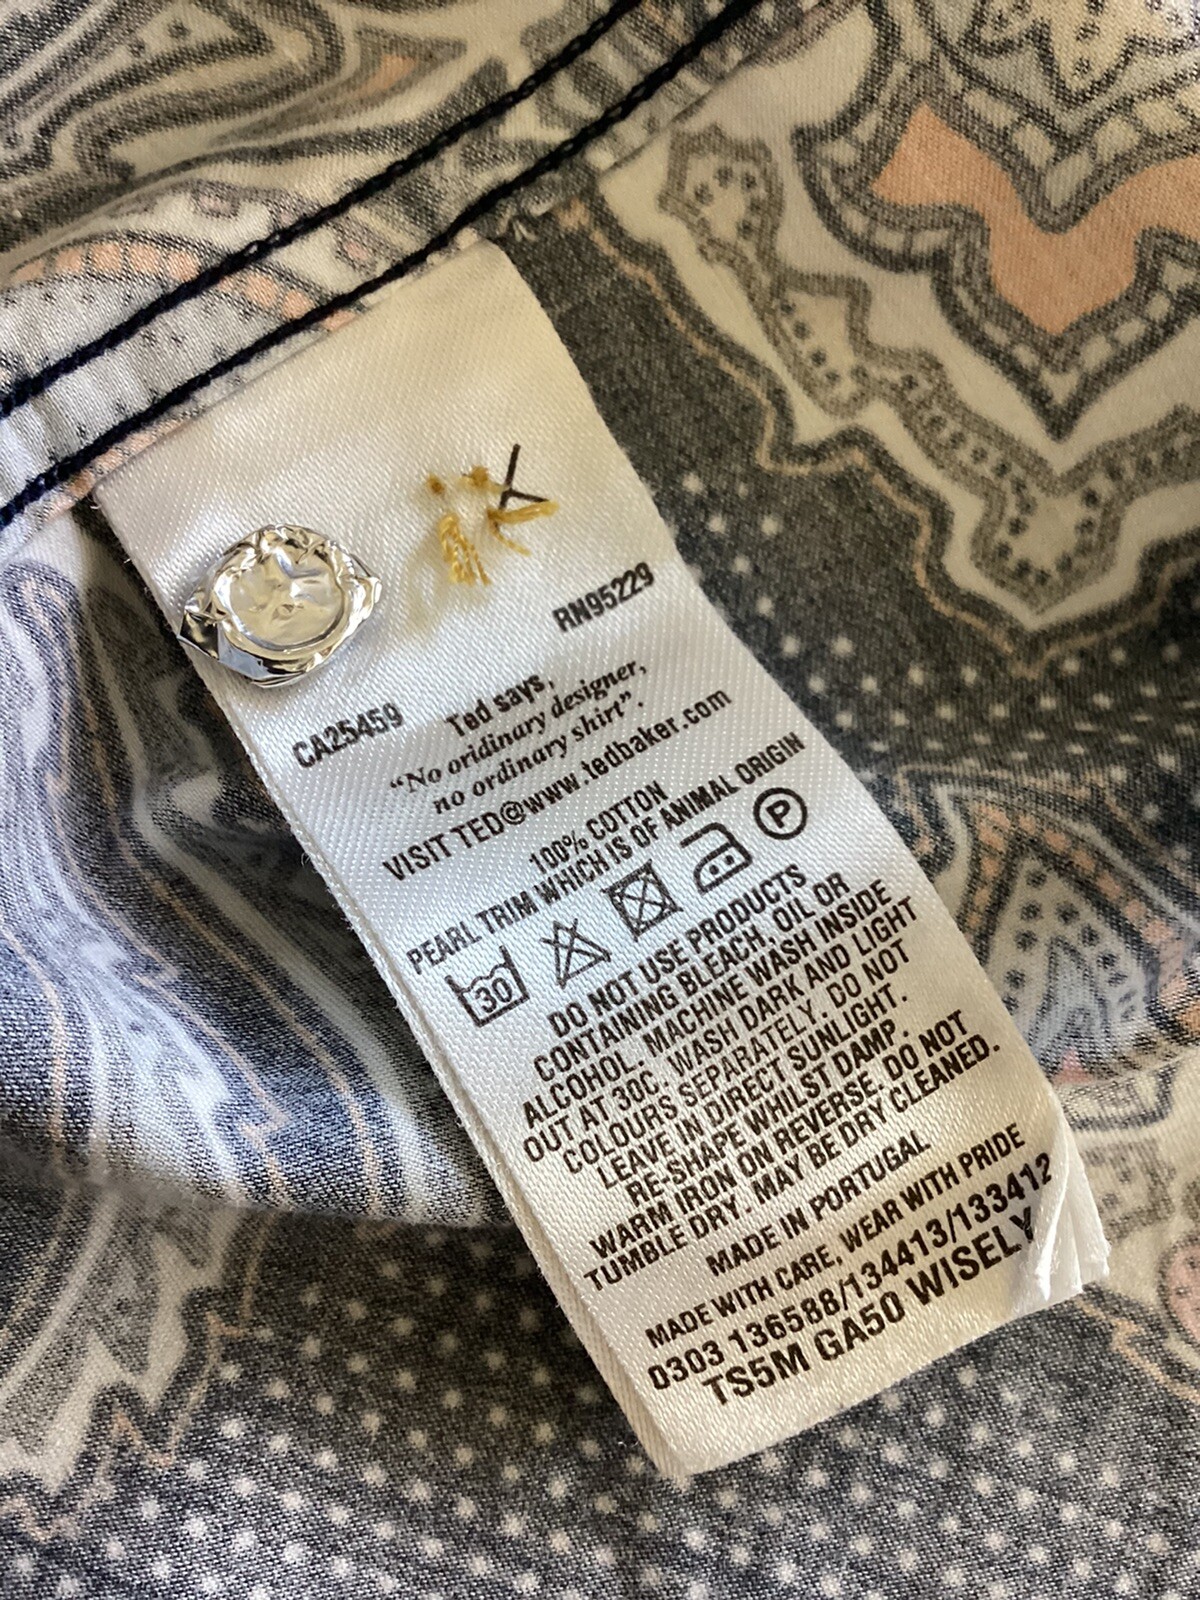 RN95229
CA25459
Ted says,
“No oridinary designer,
no ordinary shirt”.
VISIT TED@www.tedbaker.com
100% COTTON
PEARL TRIM WHICH IS OF ANIMAL ORIGIN
30
P
DO NOT USE PRODUCTS
CONTAINING BLEACH, OIL OR
ALCOHOL. MACHINE WASH INSIDE
OUT AT 30C. WASH DARK AND LIGHT
COLOURS SEPARATELY. DO NOT
LEAVE IN DIRECT SUNLIGHT.
RE-SHAPE WHILST DAMP.
WARM IRON ON REVERSE. DO NOT
TUMBLE DRY. MAY BE DRY CLEANED.
MADE IN PORTUGAL
MADE WITH CARE, WEAR WITH PRIDE
0303 136588/134413/133412
TS5M GA50 WISELY